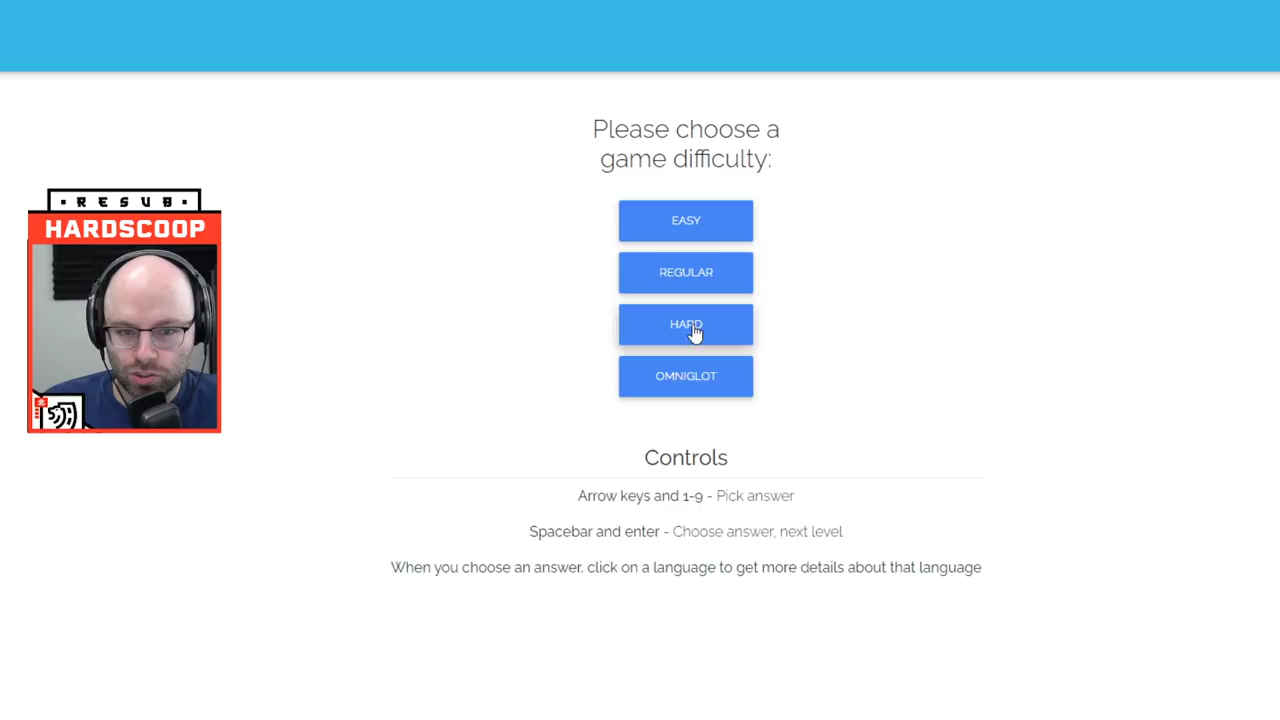 Please choose a
game difficulty:
EASY
REGULAR
HARD
OMNIGLOT
Controls
Arrow keys and 1-9 - Pick answer
Spacebar and enter - Choose answer, next level
When you choose an answer, click on a language to get more details about that language
• RESUB •
HARDSCOOP